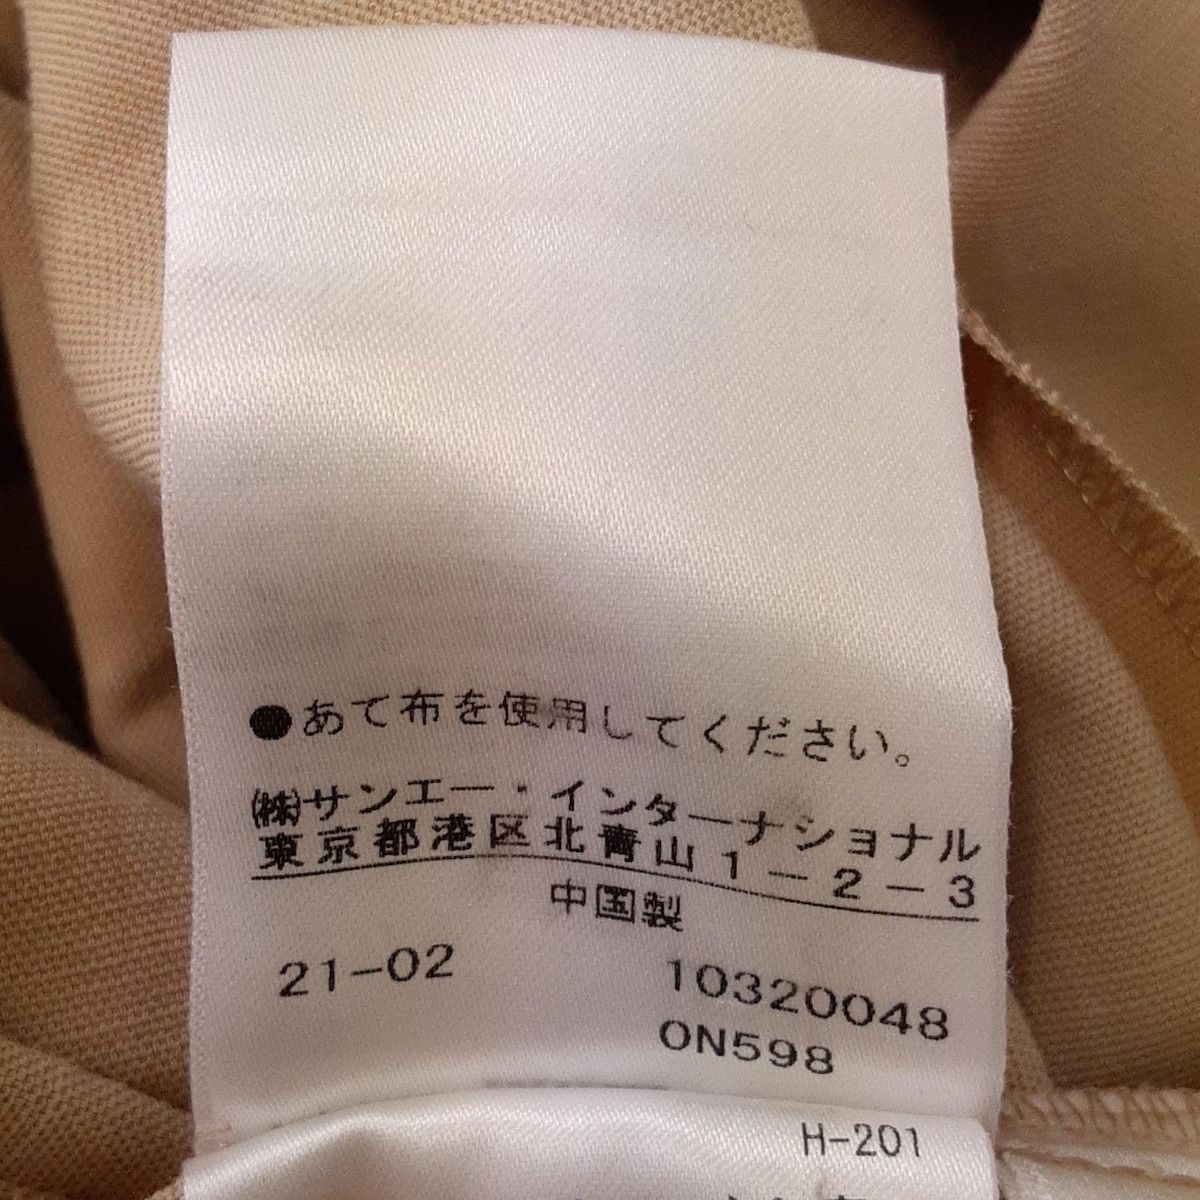 ●あて布を使用してください。
(株)サンエー・インターナショナル
東京都港区北青山1-2-3
中国製
21-02 10320048
0N598
H-201